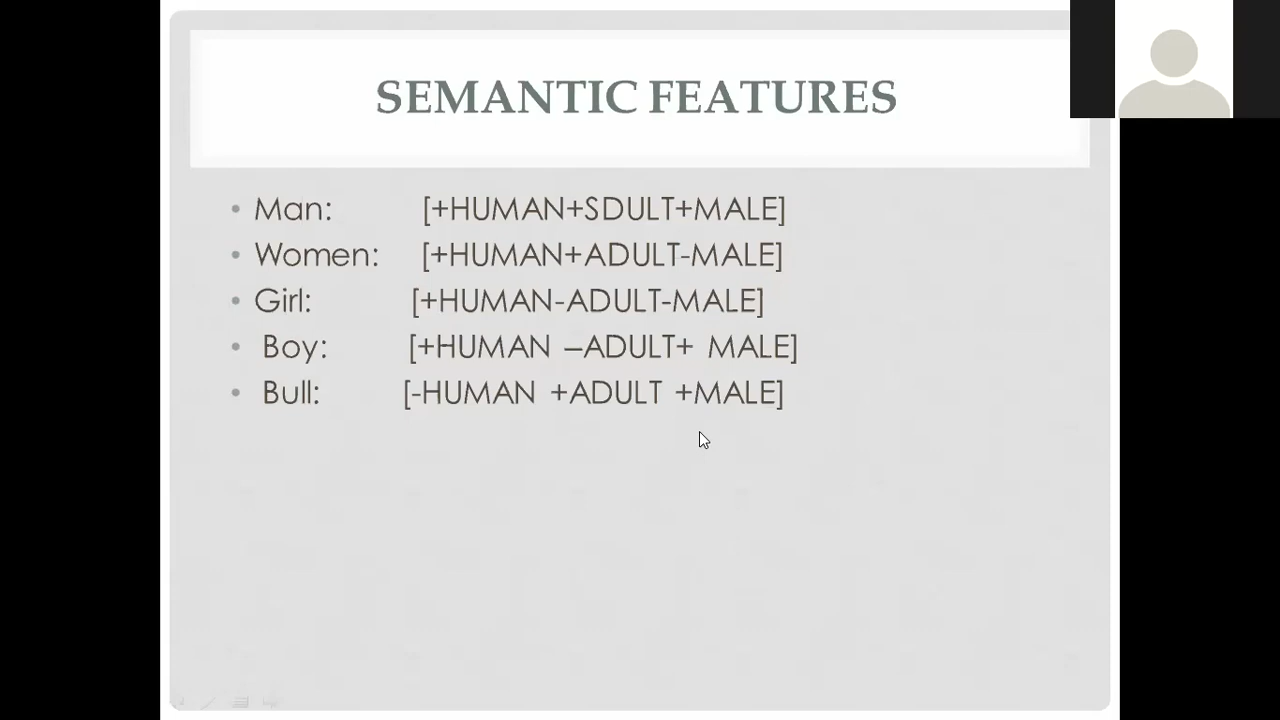 SEMANTIC FEATURES
• Man: [+HUMAN+SDULT+MALE]
• Women: [+HUMAN+ADULT-MALE]
• Girl: [+HUMAN-ADULT-MALE]
• Boy: [+HUMAN –ADULT+ MALE]
• Bull: [-HUMAN +ADULT +MALE]